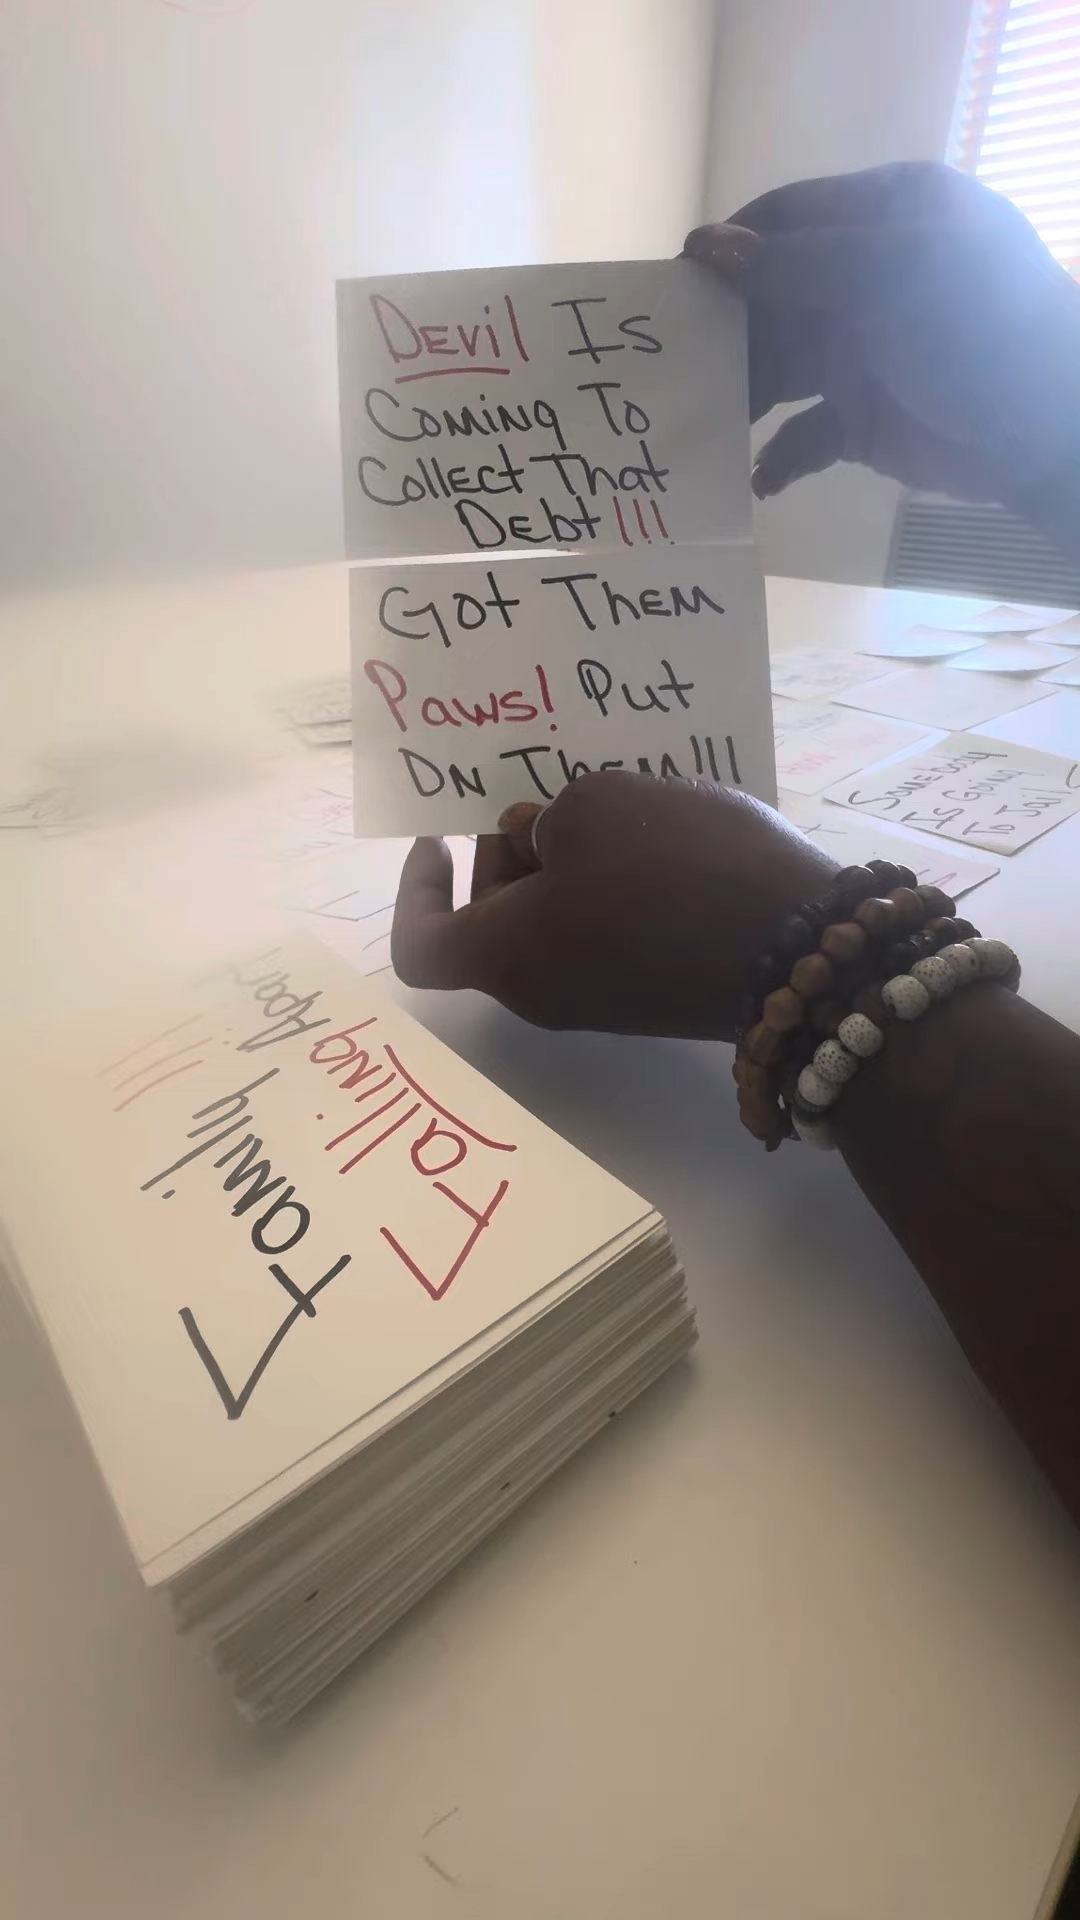 DEVil Is
Coming To
CollEct That
DEbt!!!
Got ThEM
Paws! Put
ON ThEM!!!
SomEbody
Is Going
To Jail
Falling Apart
Family
!!!